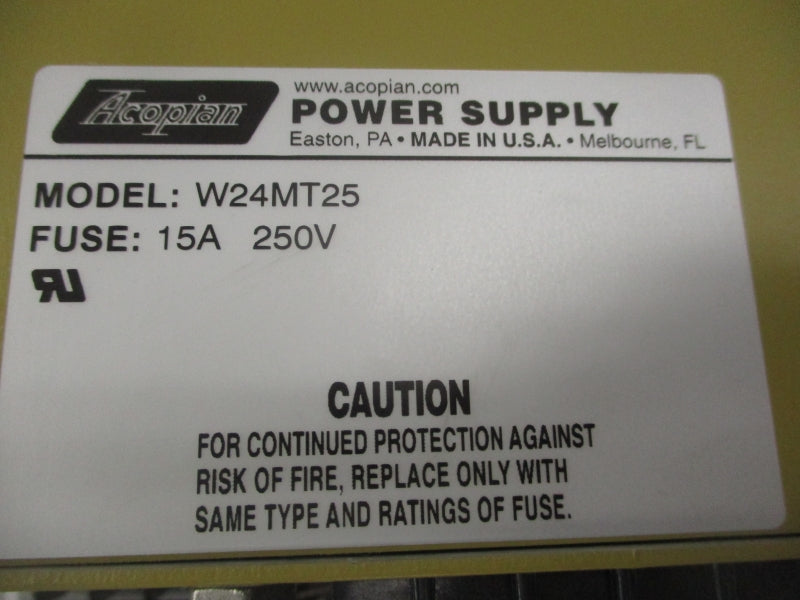 Acopian
www.acopian.com
POWER SUPPLY
Easton, PA • MADE IN U.S.A. • Melbourne, FL
MODEL: W24MT25
FUSE: 15A 250V
RU
CAUTION
FOR CONTINUED PROTECTION AGAINST
RISK OF FIRE, REPLACE ONLY WITH
SAME TYPE AND RATINGS OF FUSE.